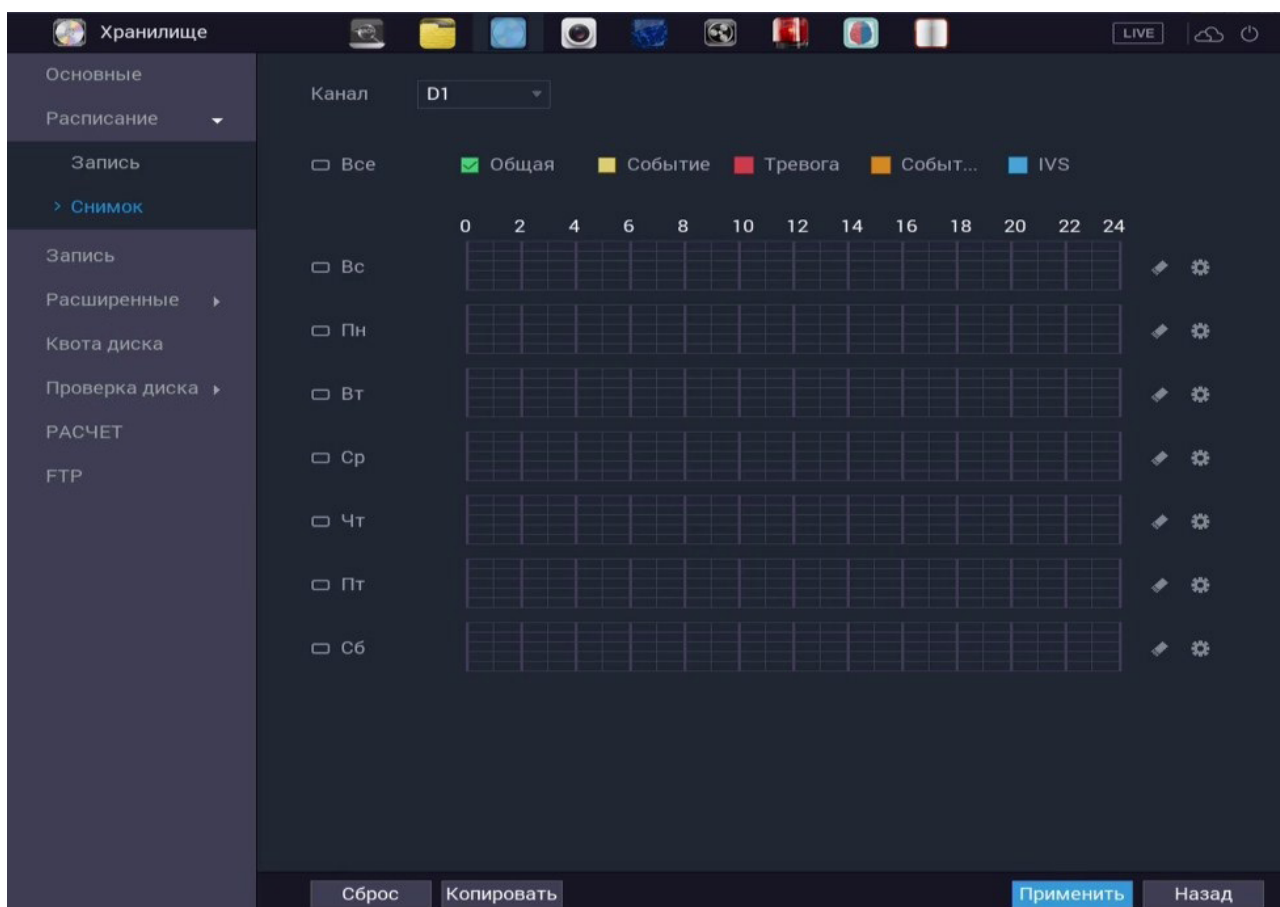 Хранилище
LIVE
Основные
Расписание
Запись
> Снимок
Запись
Расширенные
Квота диска
Проверка диска
РАСЧЕТ
FTP
Канал D1
Все Общая Событие Тревога Событ... IVS
0 2 4 6 8 10 12 14 16 18 20 22 24
Вс
Пн
Вт
Ср
Чт
Пт
Сб
Сброс Копировать Применить Назад